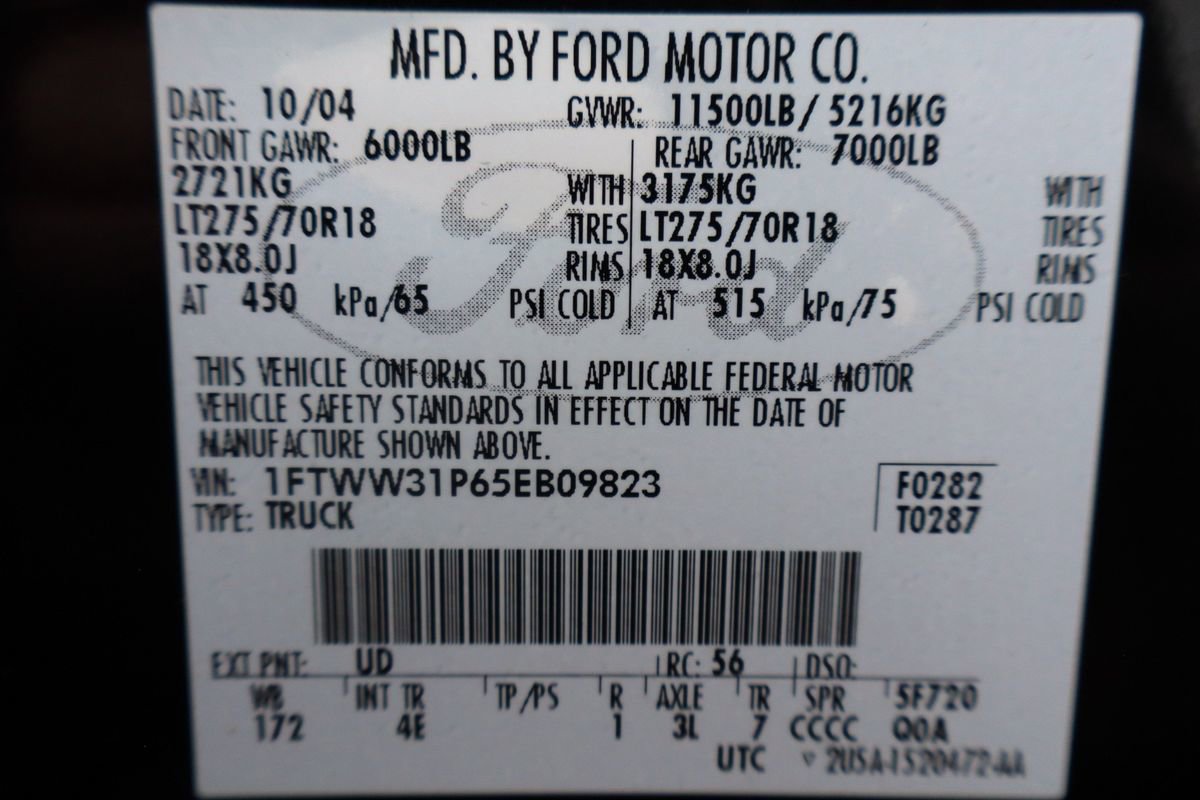 MFD. BY FORD MOTOR CO.
DATE: 10/04 GVWR: 11500LB/ 5216KG
FRONT GAWR: 6000LB REAR GAWR: 7000LB
2721KG WITH 3175KG WITH
LT275/70R18 TIRES LT275/70R18 TIRES
18X8.0J RIMS 18X8.0J RIMS
AT 450 kPa/65 PSI COLD AT 515 kPa/75 PSI COLD
Ford
THIS VEHICLE CONFORMS TO ALL APPLICABLE FEDERAL MOTOR
VEHICLE SAFETY STANDARDS IN EFFECT ON THE DATE OF
MANUFACTURE SHOWN ABOVE.
VIN: 1FTWW31P65EB09823 F0282
TYPE: TRUCK T0287
EXT PNT: UD RC: 56 DSO:
WB INT TR TP/PS R AXLE TR SPR 5F720
172 4E 1 3L 7 CCCC Q0A
UTC ▽ 2U5A-1520472-AA